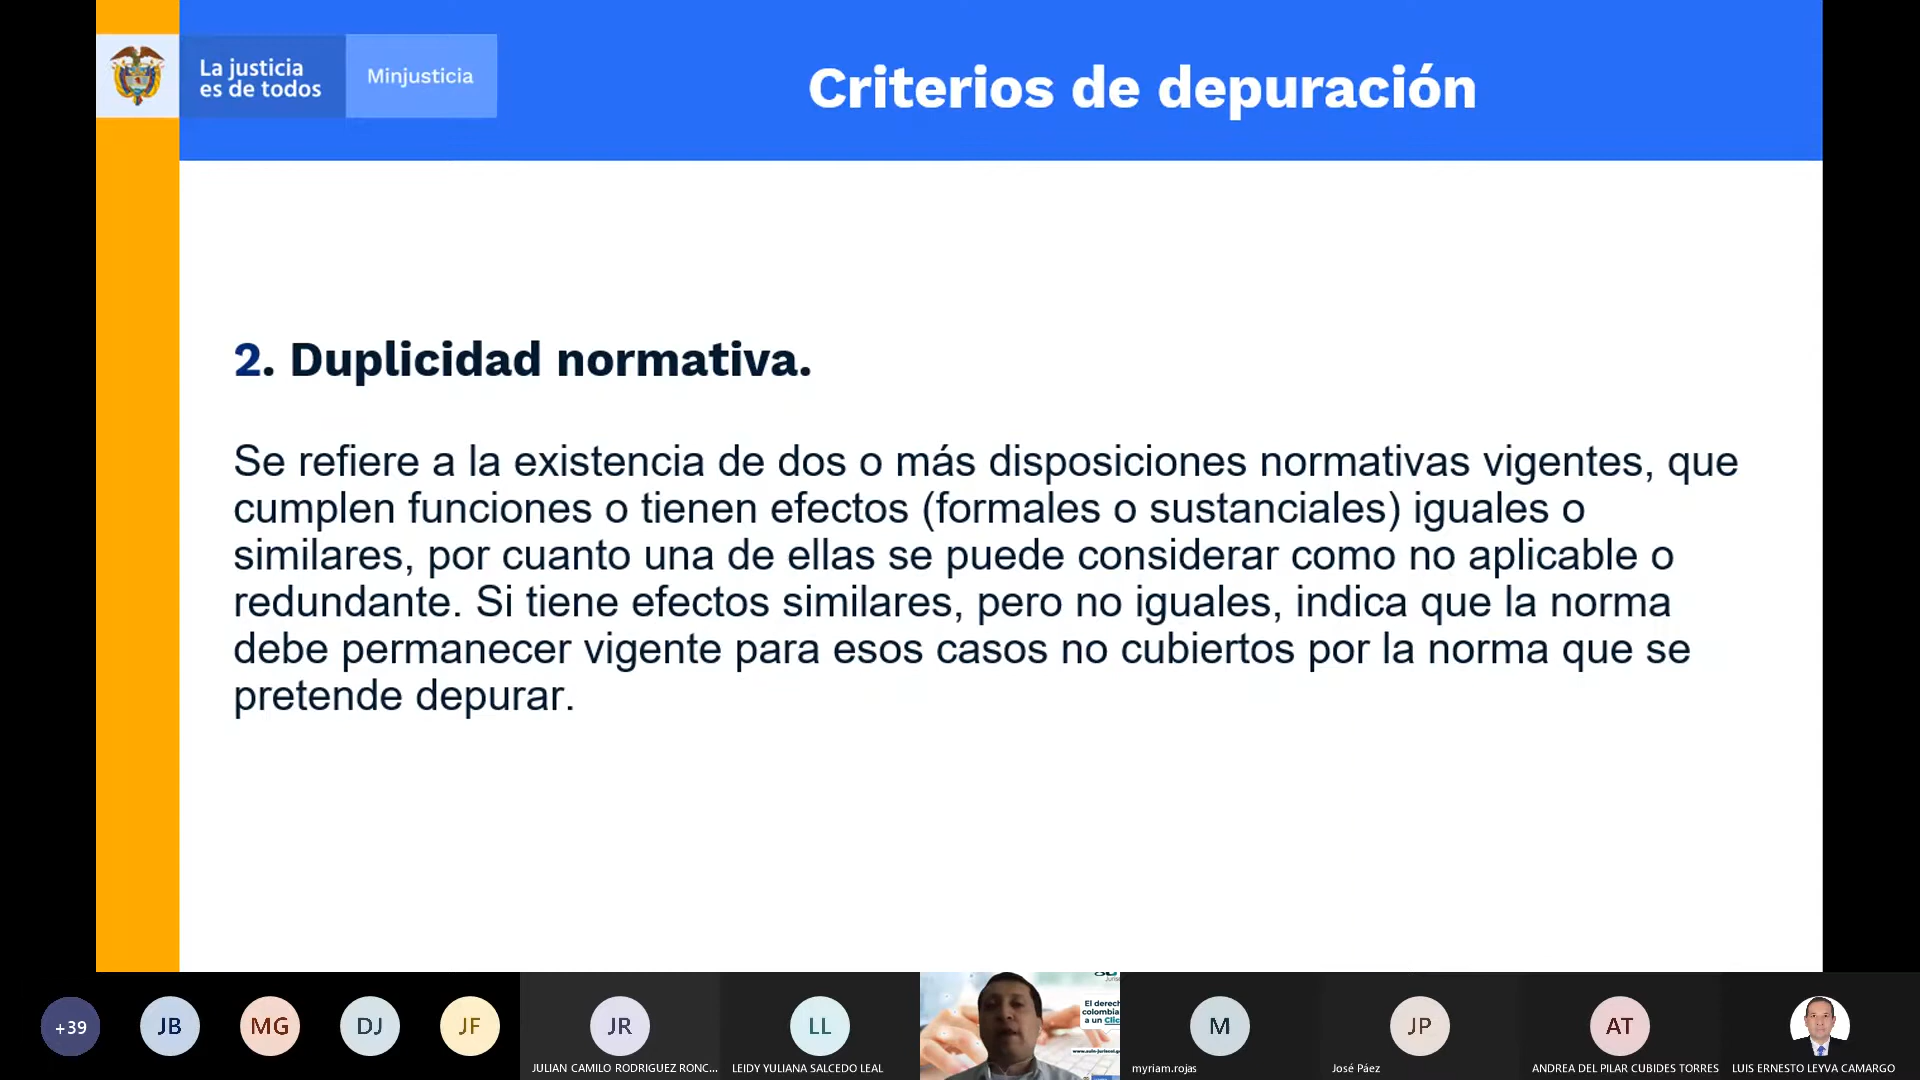 La justicia
es de todos
Minjusticia
Criterios de depuración
2. Duplicidad normativa.
Se refiere a la existencia de dos o más disposiciones normativas vigentes, que
cumplen funciones o tienen efectos (formales o sustanciales) iguales o
similares, por cuanto una de ellas se puede considerar como no aplicable o
redundante. Si tiene efectos similares, pero no iguales, indica que la norma
debe permanecer vigente para esos casos no cubiertos por la norma que se
pretende depurar.
+39
JB
MG
DJ
JF
JR
JULIAN CAMILO RODRIGUEZ RONC...
LL
LEIDY YULIANA SALCEDO LEAL
El derech
colombia
a un Clic
M
myriam.rojas
JP
José Páez
AT
ANDREA DEL PILAR CUBIDES TORRES
LUIS ERNESTO LEYVA CAMARGO